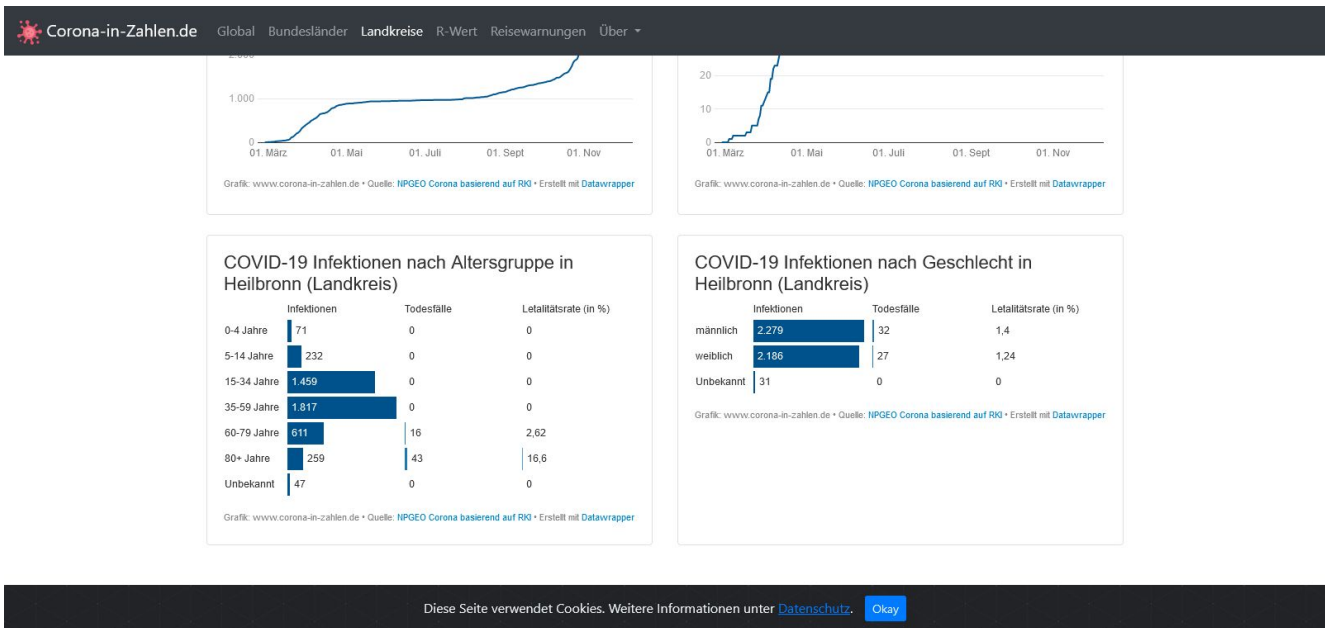 Corona-in-Zahlen.de Global Bundesländer Landkreise R-Wert Reisewarnungen Über
1.000
0
01. März 01. Mai 01. Juli 01. Sept 01. Nov
Grafik: www.corona-in-zahlen.de • Quelle: NPGEO Corona basierend auf RKI • Erstellt mit Datawrapper
20
10
0
01. März 01. Mai 01. Juli 01. Sept 01. Nov
Grafik: www.corona-in-zahlen.de • Quelle: NPGEO Corona basierend auf RKI • Erstellt mit Datawrapper
COVID-19 Infektionen nach Altersgruppe in
Heilbronn (Landkreis)
Infektionen Todesfälle Letalitätsrate (in %)
0-4 Jahre 71 0 0
5-14 Jahre 232 0 0
15-34 Jahre 1.459 0 0
35-59 Jahre 1.817 0 0
60-79 Jahre 611 16 2,62
80+ Jahre 259 43 16,6
Unbekannt 47 0 0
Grafik: www.corona-in-zahlen.de • Quelle: NPGEO Corona basierend auf RKI • Erstellt mit Datawrapper
COVID-19 Infektionen nach Geschlecht in
Heilbronn (Landkreis)
Infektionen Todesfälle Letalitätsrate (in %)
männlich 2.279 32 1,4
weiblich 2.186 27 1,24
Unbekannt 31 0 0
Grafik: www.corona-in-zahlen.de • Quelle: NPGEO Corona basierend auf RKI • Erstellt mit Datawrapper
Diese Seite verwendet Cookies. Weitere Informationen unter Datenschutz. Okay